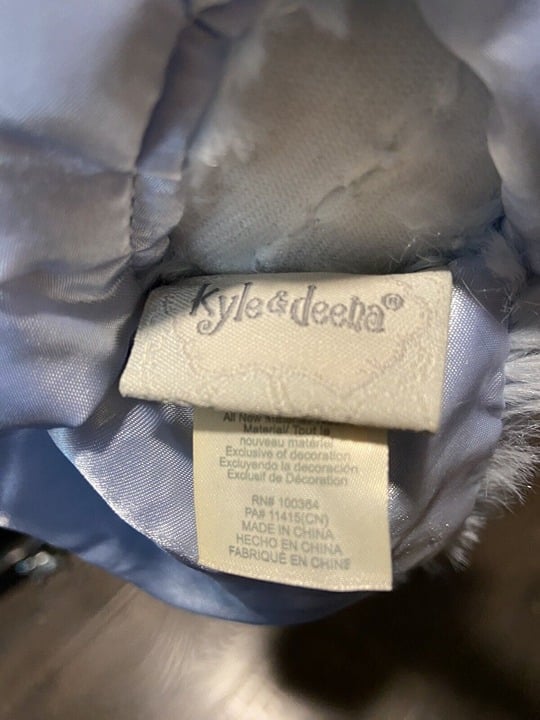 Kyle & deena®
All New
Material/ Tout le
nouveau matériel
Exclusive of decoration
Excluyendo la decoración
Exclusif de Décoration
RN# 100364
PA# 11415(CN)
MADE IN CHINA
HECHO EN CHINA
FABRIQUÉ EN CHINE